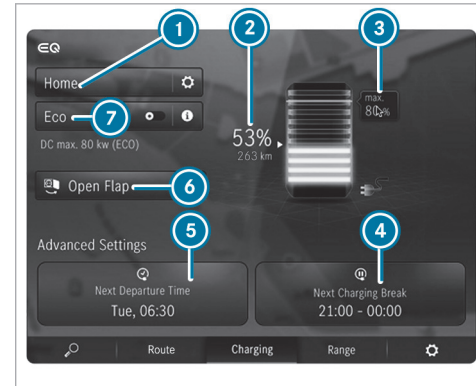 1
2
3
EQ
Home
max.
80 %
7
Eco
i
53%
263 km
DC max. 80 kw (ECO)
6
Open Flap
5
4
Advanced Settings
Next Departure Time
Tue, 06:30
Next Charging Break
21:00 - 00:00
Route
Charging
Range